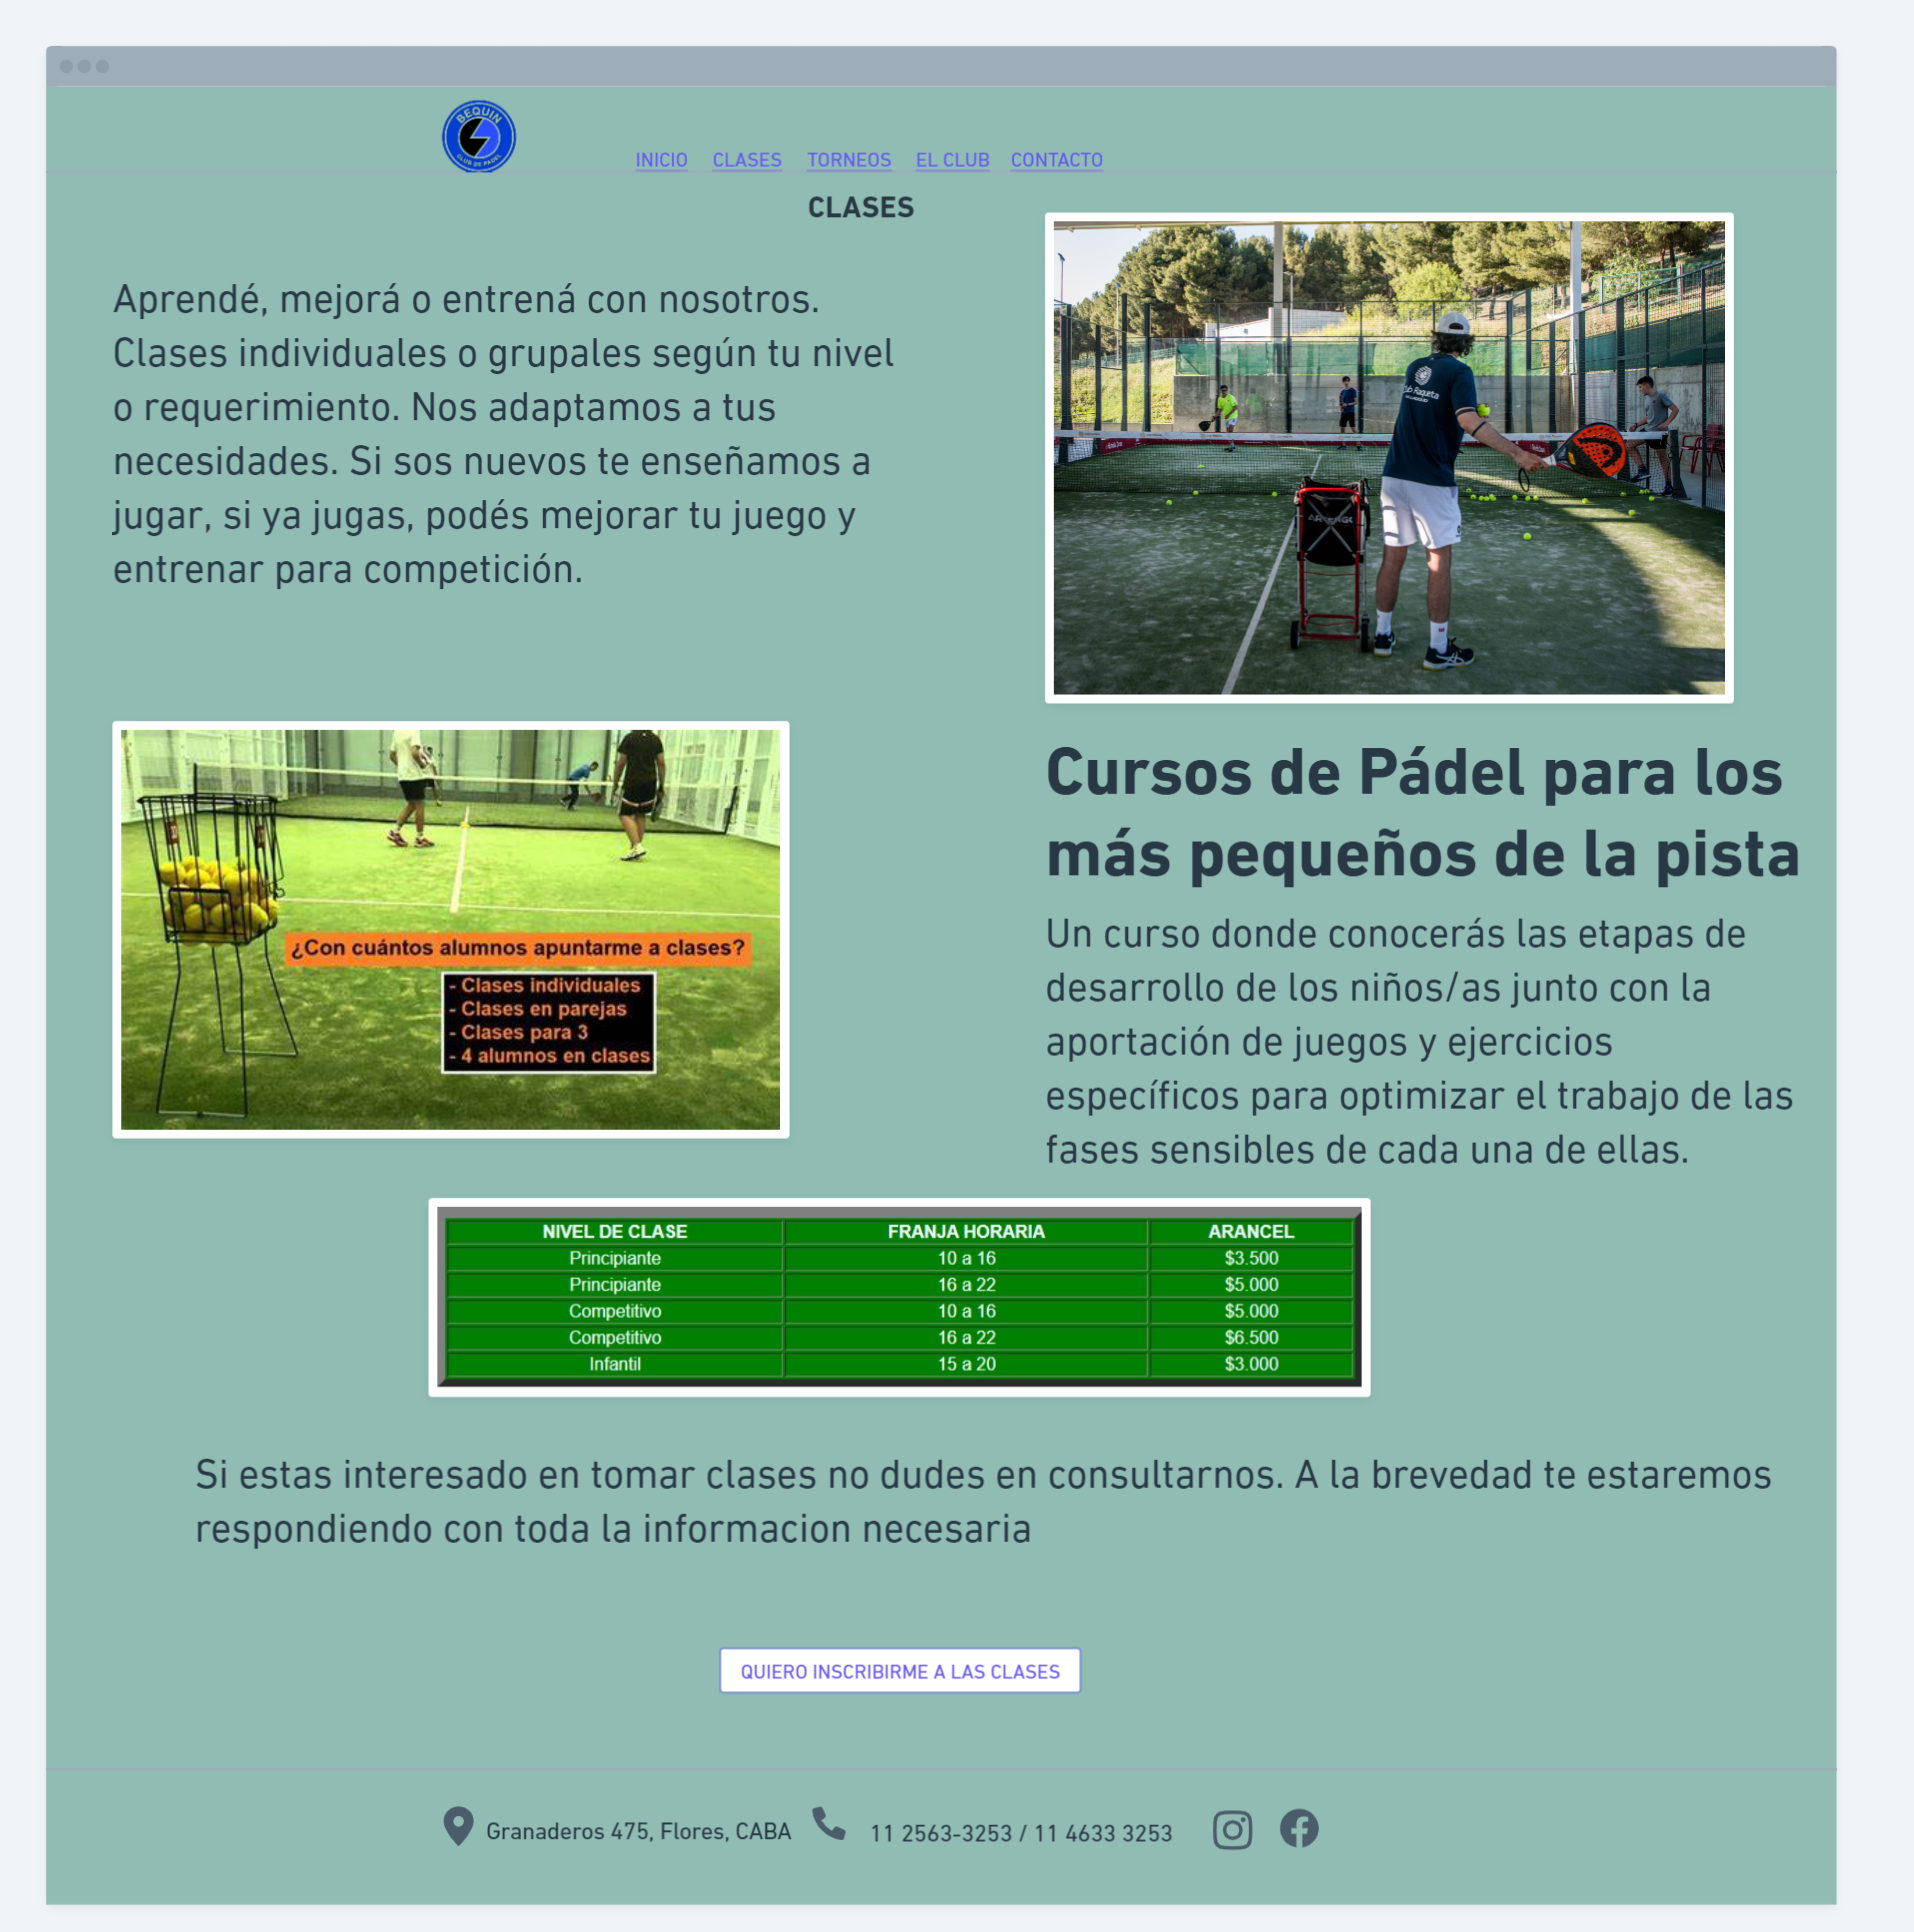 BEQUIN
CLUB DE PADEL
INICIO CLASES TORNEOS EL CLUB CONTACTO
CLASES
Aprendé, mejorá o entrená con nosotros.
Clases individuales o grupales según tu nivel
o requerimiento. Nos adaptamos a tus
necesidades. Si sos nuevos te enseñamos a
jugar, si ya jugas, podés mejorar tu juego y
entrenar para competición.
Raqueta
¿Con cuántos alumnos apuntarme a clases?
- Clases individuales
- Clases en parejas
- Clases para 3
- 4 alumnos en clases
Cursos de Pádel para los
más pequeños de la pista
Un curso donde conocerás las etapas de
desarrollo de los niños/as junto con la
aportación de juegos y ejercicios
específicos para optimizar el trabajo de las
fases sensibles de cada una de ellas.
NIVEL DE CLASE FRANJA HORARIA ARANCEL
Principiante 10 a 16 $3.500
Principiante 16 a 22 $5.000
Competitivo 10 a 16 $5.000
Competitivo 16 a 22 $6.500
Infantil 15 a 20 $3.000
Si estas interesado en tomar clases no dudes en consultarnos. A la brevedad te estaremos
respondiendo con toda la informacion necesaria
QUIERO INSCRIBIRME A LAS CLASES
Granaderos 475, Flores, CABA 11 2563-3253 / 11 4633 3253